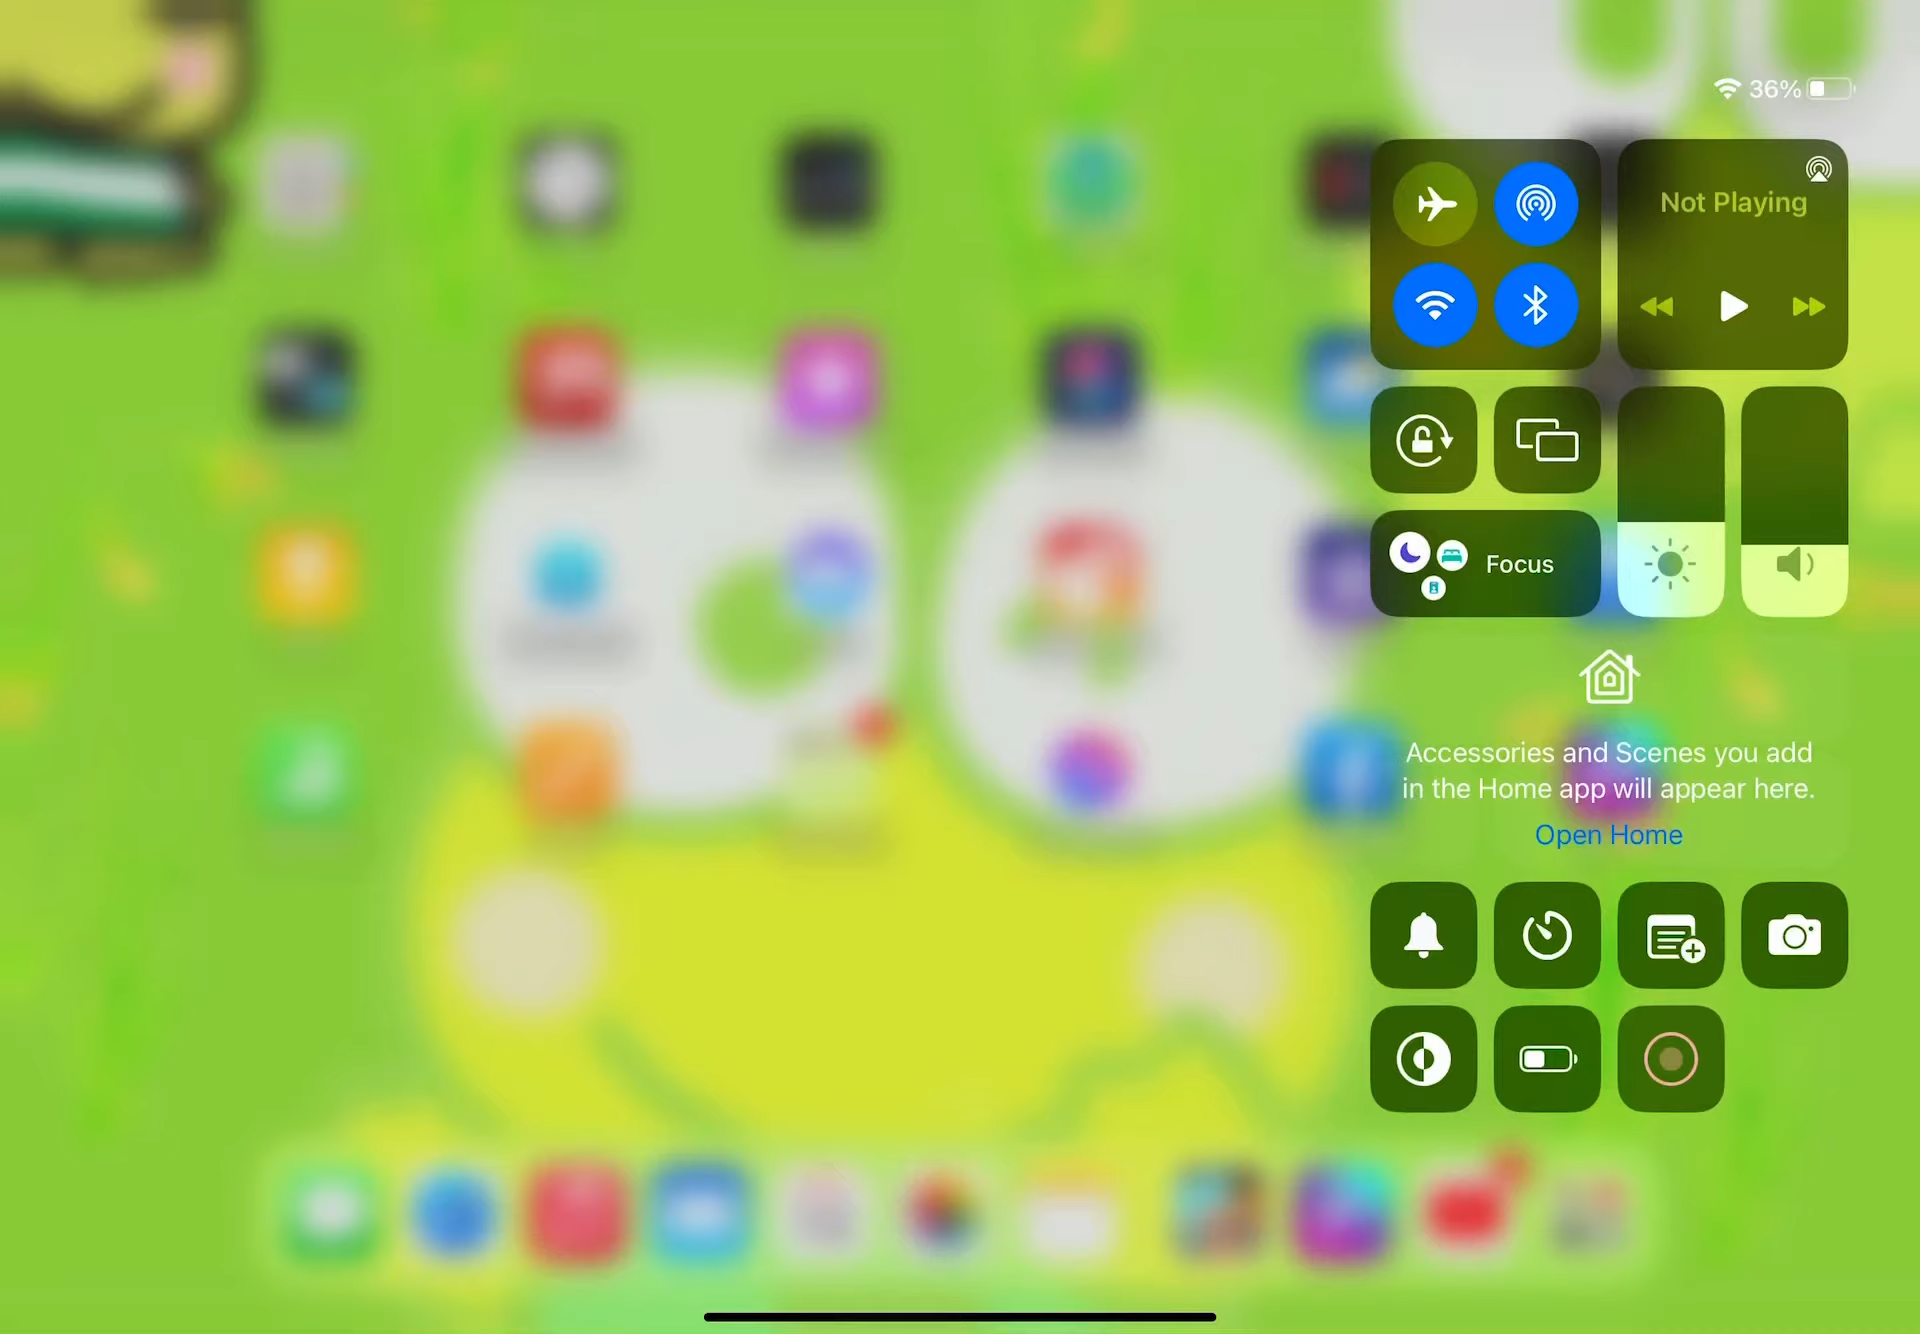 36%
Not Playing
Focus
Accessories and Scenes you add
in the Home app will appear here.
Open Home